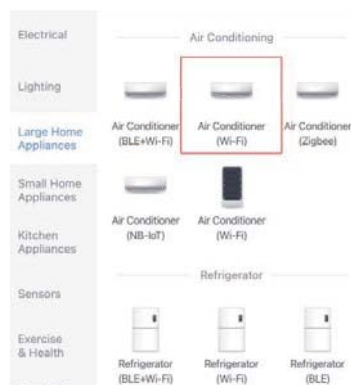 Electrical
Lighting
Large Home
Appliances
Small Home
Appliances
Kitchen
Appliances
Sensors
Exercise
& Health
Air Conditioning
Air Conditioner
(BLE+Wi-Fi)
Air Conditioner
(Wi-Fi)
Air Conditioner
(Zigbee)
Air Conditioner
(NB-IoT)
Air Conditioner
(Wi-Fi)
Refrigerator
Refrigerator
(BLE+Wi-Fi)
Refrigerator
(Wi-Fi)
Refrigerator
(BLE)